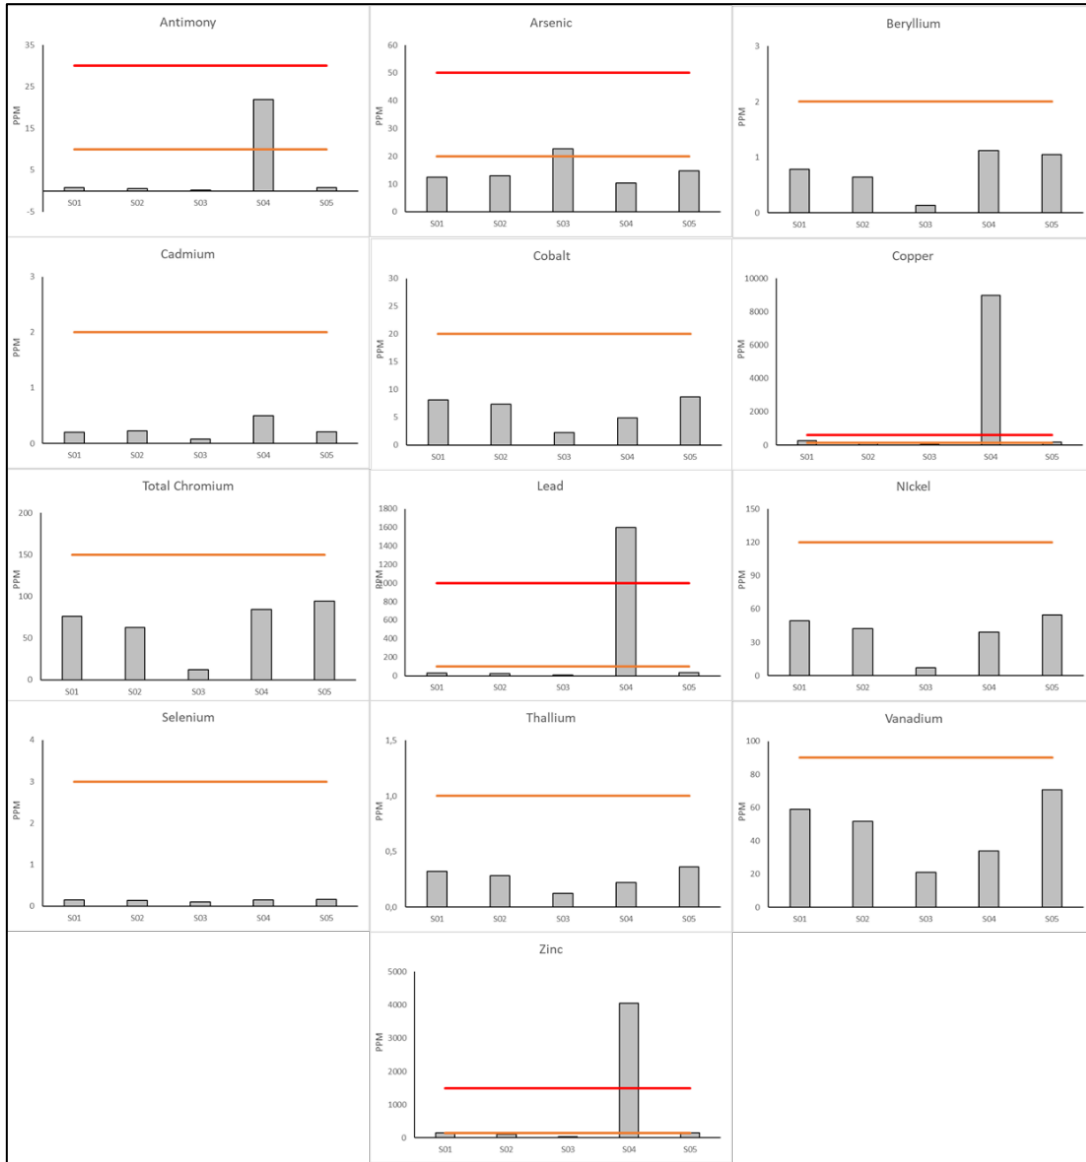 Antimony
35
25
15
5
-5
PPM
S01 S02 S03 S04 S05
Arsenic
60
50
40
30
20
10
0
PPM
S01 S02 S03 S04 S05
Beryllium
3
2
1
0
PPM
S01 S02 S03 S04 S05
Cadmium
3
2
1
0
PPM
S01 S02 S03 S04 S05
Cobalt
30
25
20
15
10
5
0
PPM
S01 S02 S03 S04 S05
Copper
10000
8000
6000
4000
2000
0
PPM
S01 S02 S03 S04 S05
Total Chromium
200
150
100
50
0
PPM
S01 S02 S03 S04 S05
Lead
1800
1600
1400
1200
1000
800
600
400
200
0
PPM
S01 S02 S03 S04 S05
NIckel
150
120
90
60
30
0
PPM
S01 S02 S03 S04 S05
Selenium
4
3
2
1
0
PPM
S01 S02 S03 S04 S05
Thallium
1,5
1,0
0,5
0,0
PPM
S01 S02 S03 S04 S05
Vanadium
100
80
60
40
20
0
PPM
S01 S02 S03 S04 S05
Zinc
5000
4000
3000
2000
1000
0
PPM
S01 S02 S03 S04 S05